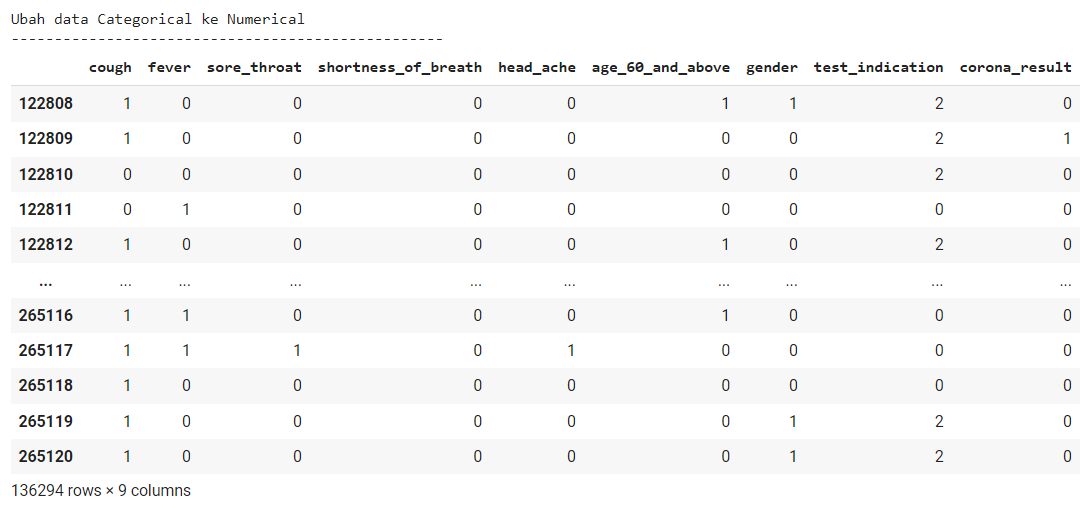 Ubah data Categorical ke Numerical
--------------------------------------------------
cough fever sore_throat shortness_of_breath head_ache age_60_and_above gender test_indication corona_result
122808 1 0 0 0 0 1 1 2 0
122809 1 0 0 0 0 0 0 2 1
122810 0 0 0 0 0 0 0 2 0
122811 0 1 0 0 0 0 0 0 0
122812 1 0 0 0 0 1 0 2 0
... ... ... ... ... ... ... ... ... ...
265116 1 1 0 0 0 1 0 0 0
265117 1 1 1 0 1 0 0 0 0
265118 1 0 0 0 0 0 0 0 0
265119 1 0 0 0 0 0 1 2 0
265120 1 0 0 0 0 0 1 2 0
136294 rows × 9 columns